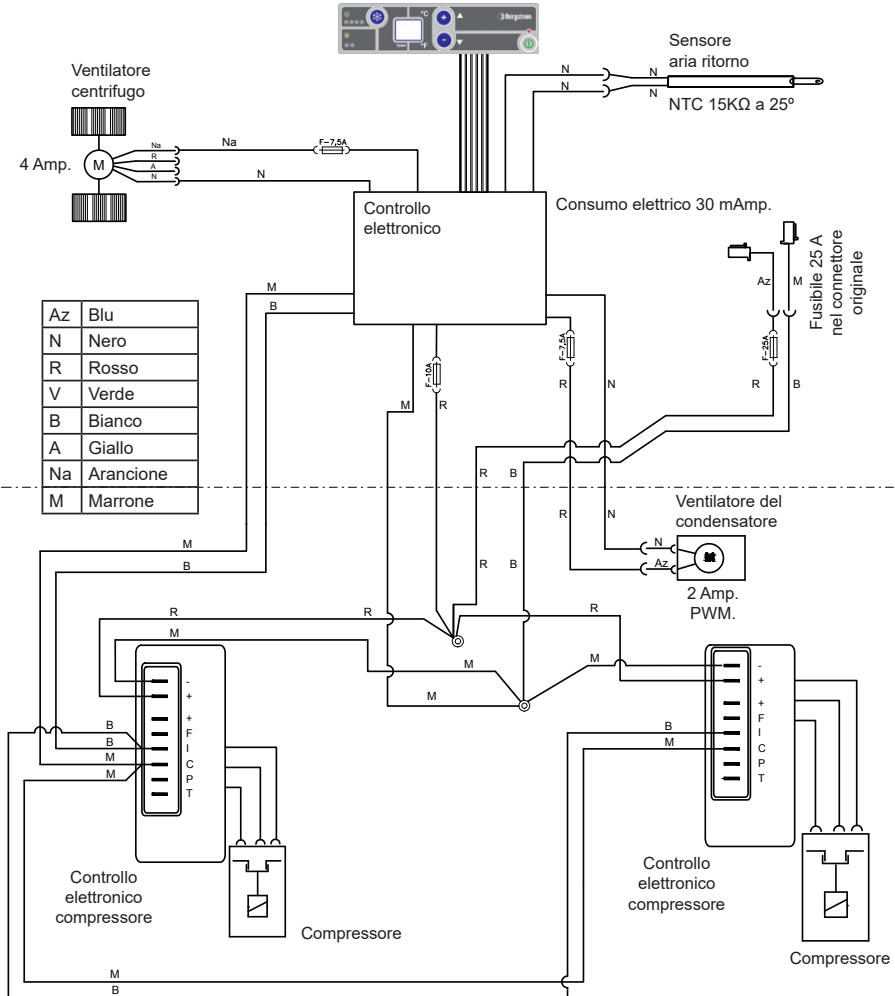 °C
°F
TEMP
Bergstrom
Sensore
aria ritorno
N
N
N
N
NTC 15KΩ a 25º
Ventilatore
centrifugo
4 Amp.
M
Na
R
A
N
Na
F-7,5A
N
Controllo
elettronico
Consumo elettrico 30 mAmp.
Fusibile 25 A
nel connettore
originale
Az
M
F-25A
R
B
M
B
Az Blu
N Nero
R Rosso
V Verde
B Bianco
A Giallo
Na Arancione
M Marrone
F-10A
M
R
F-7,5A
R
N
R
B
R
N
R
B
Ventilatore del
condensatore
N
Az
M
2 Amp.
PWM.
M
B
R
R
R
M
M
M
M
-
+
+
F
I
C
P
T
B
B
M
M
-
+
+
F
I
C
P
T
B
M
Controllo
elettronico
compressore
Compressore
Controllo
elettronico
compressore
Compressore
M
B